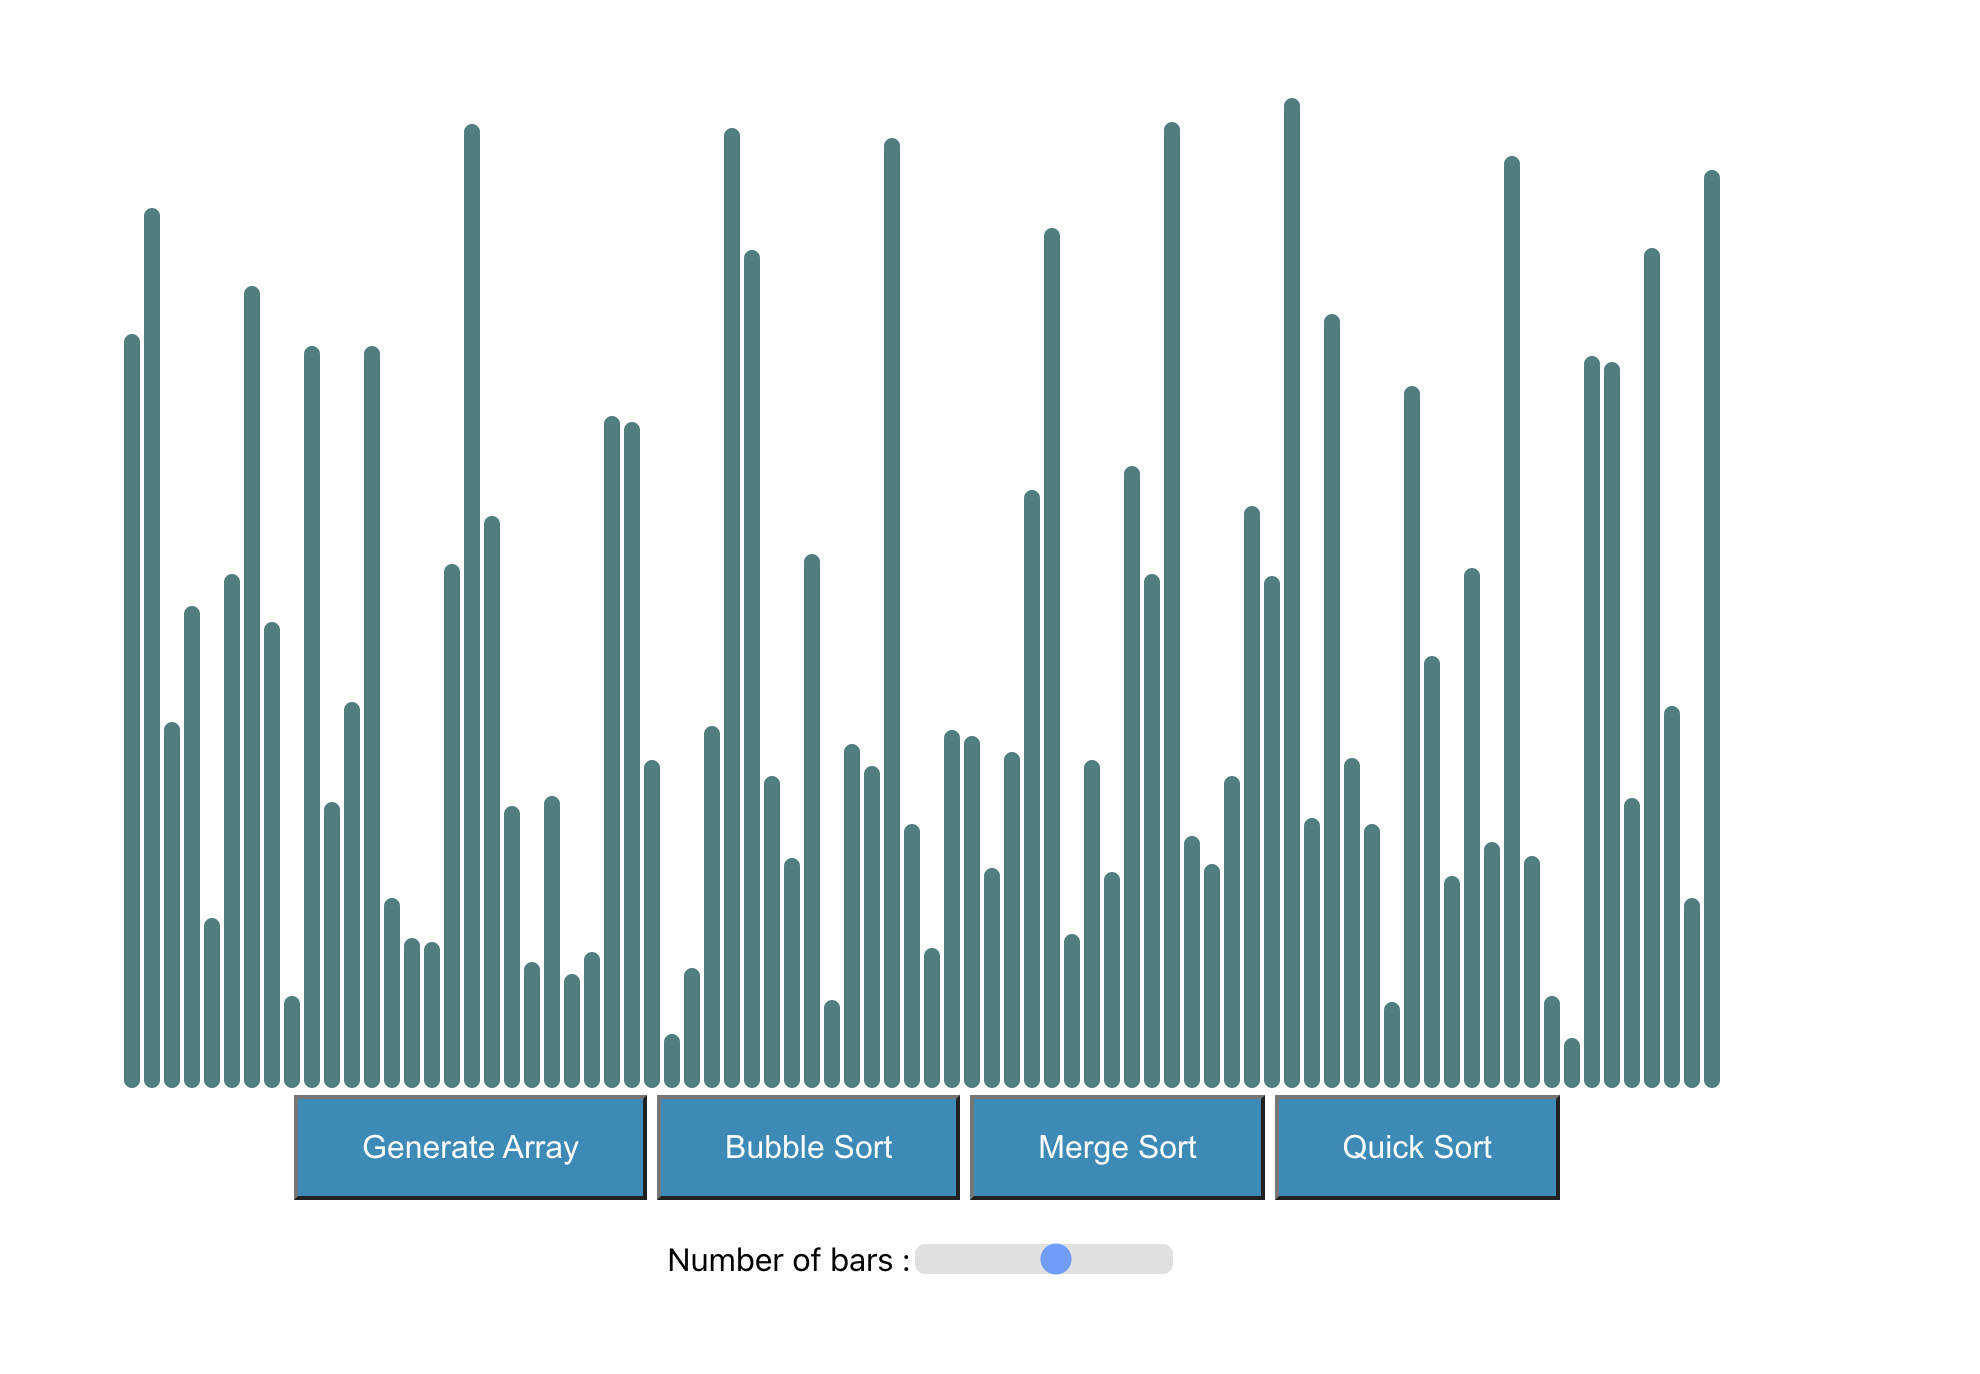 Generate Array
Bubble Sort
Merge Sort
Quick Sort
Number of bars :